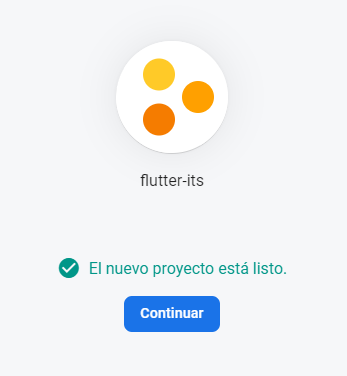 flutter-its
El nuevo proyecto está listo.
Continuar